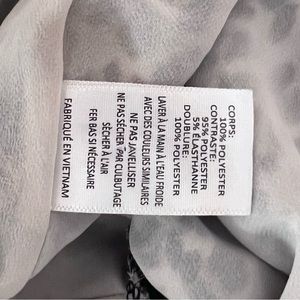 CORPS:
100% POLYESTER
CONTRASTE:
95% POLYESTER
5% ÉLASTHANNE
DOUBLURE:
100% POLYESTER
LAVER À LA MAIN À L'EAU FROIDE
AVEC DES COULEURS SIMILAIRES
NE PAS JAVELLISER
NE PAS SÉCHER PAR CULBUTAGE
SÉCHER À L'AIR
FER BAS SI NÉCESSAIRE
FABRIQUÉ EN VIETNAM